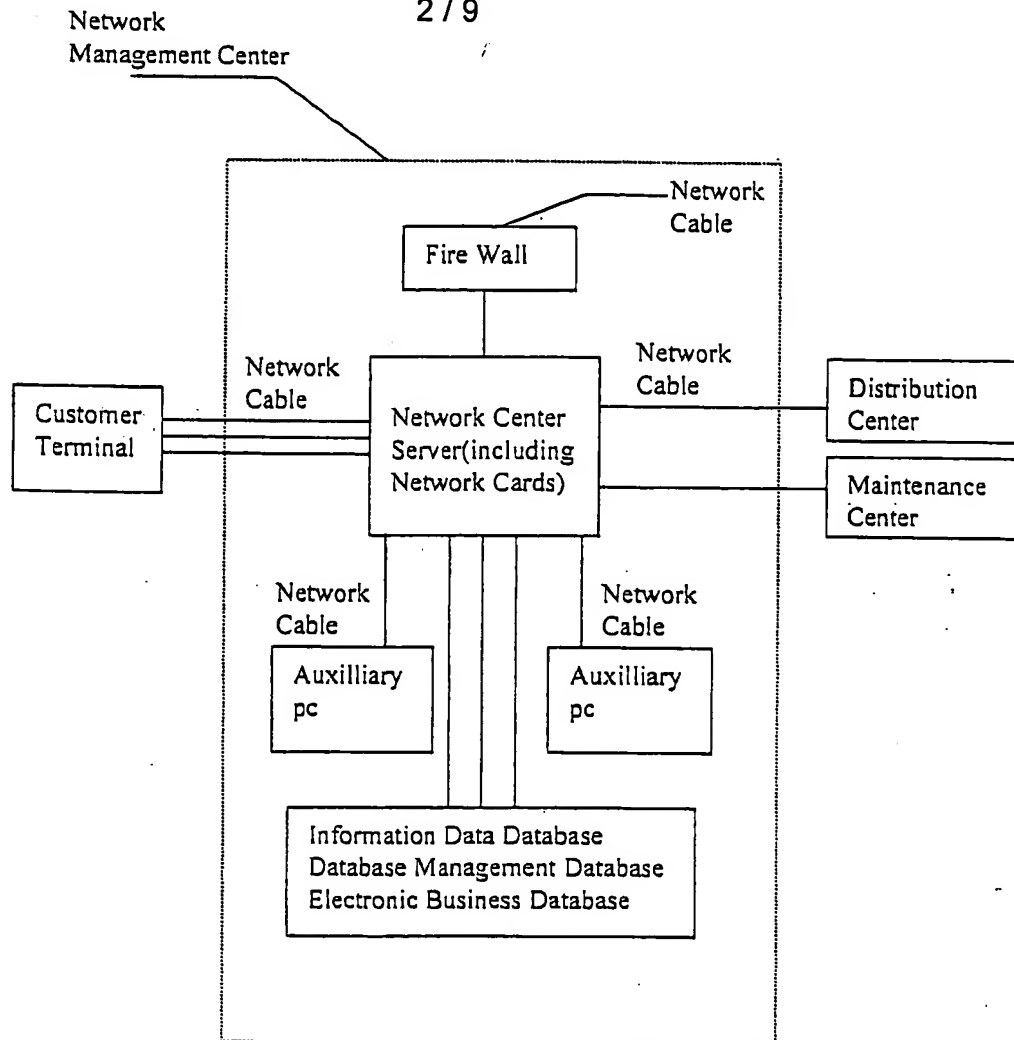 2 / 9
Network
Management Center
Network
Cable
Fire Wall
Network
Cable
Network
Cable
Customer
Terminal
Network Center
Server(including
Network Cards)
Distribution
Center
Maintenance
Center
Network
Cable
Network
Cable
Auxilliary
pc
Auxilliary
pc
Information Data Database
Database Management Database
Electronic Business Database